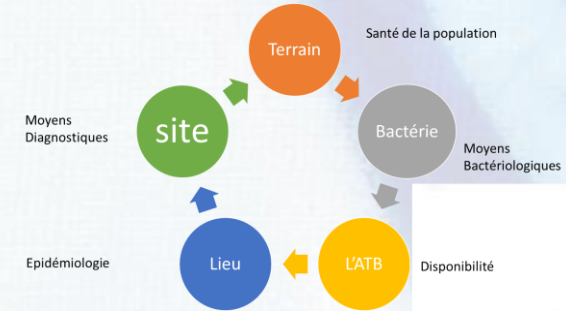 Terrain
Santé de la population
Bactérie
Moyens
Bactériologiques
L'ATB
Disponibilité
Lieu
Epidémiologie
site
Moyens
Diagnostiques